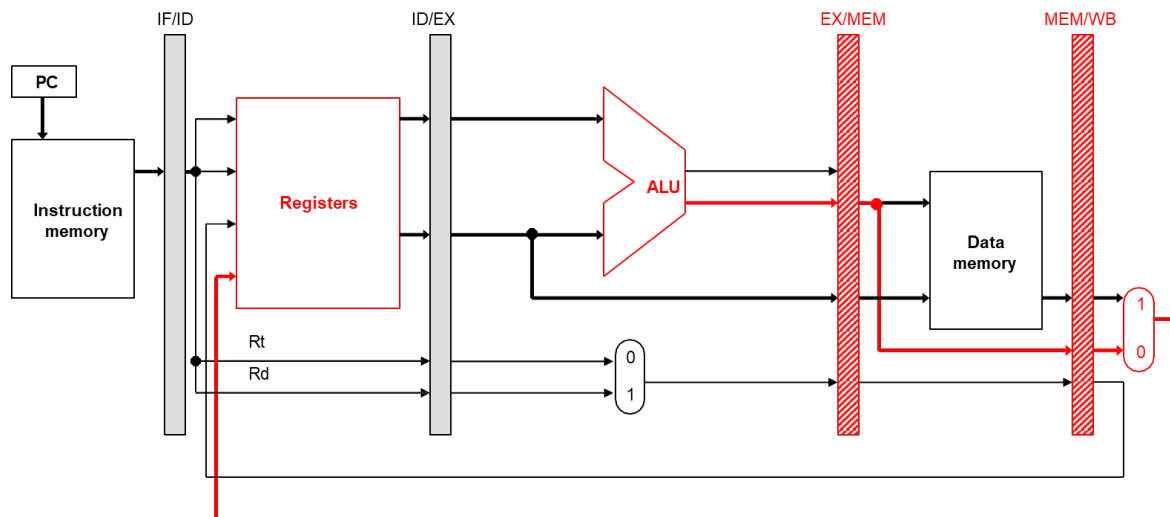 IF/ID
ID/EX
EX/MEM
MEM/WB
PC
Instruction
memory
Registers
ALU
Data
memory
1
0
Rt
Rd
0
1